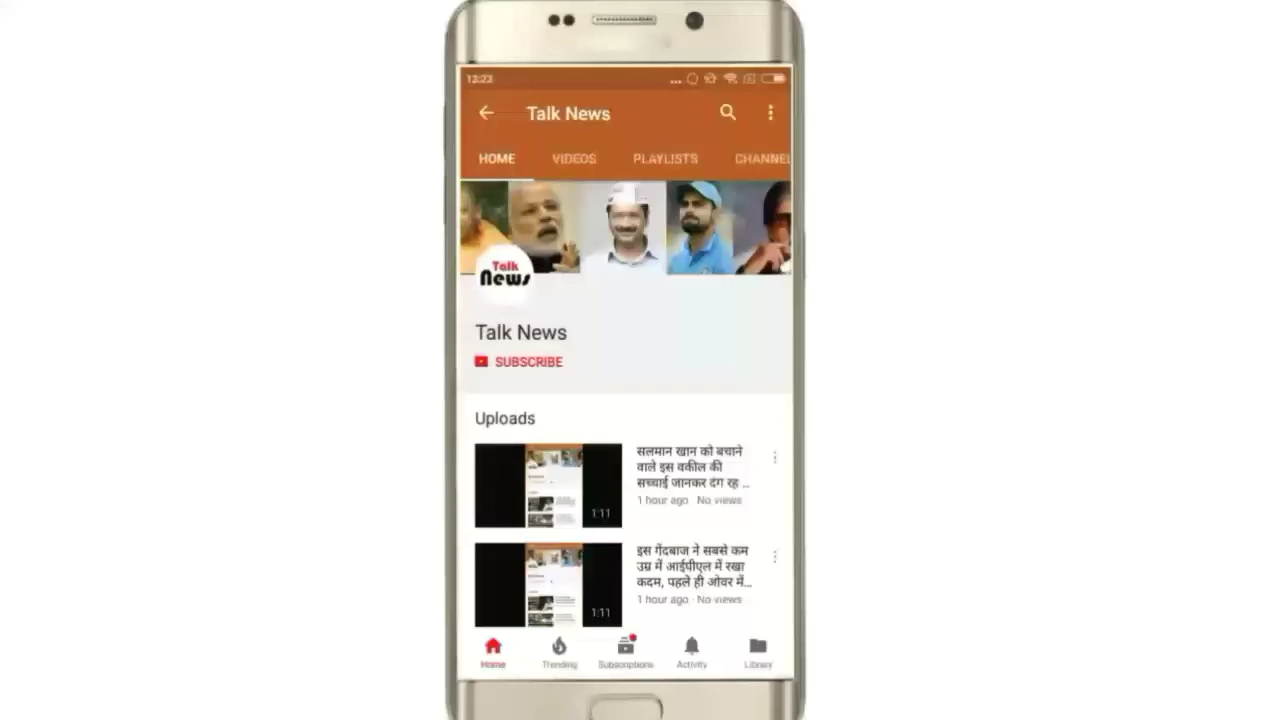 13:23
Talk News
HOME VIDEOS PLAYLISTS CHANNEL
Talk
News
Talk News
SUBSCRIBE
Uploads
सलमान खान को बचाने
वाले इस वकील की
सच्चाई जानकर दंग रह ...
1 hour ago · No views
1:11
इस गेंदबाज ने सबसे कम
उम्र में आईपीएल में रखा
कदम, पहले ही ओवर में...
1 hour ago · No views
1:11
Home Trending Subscriptions Activity Library